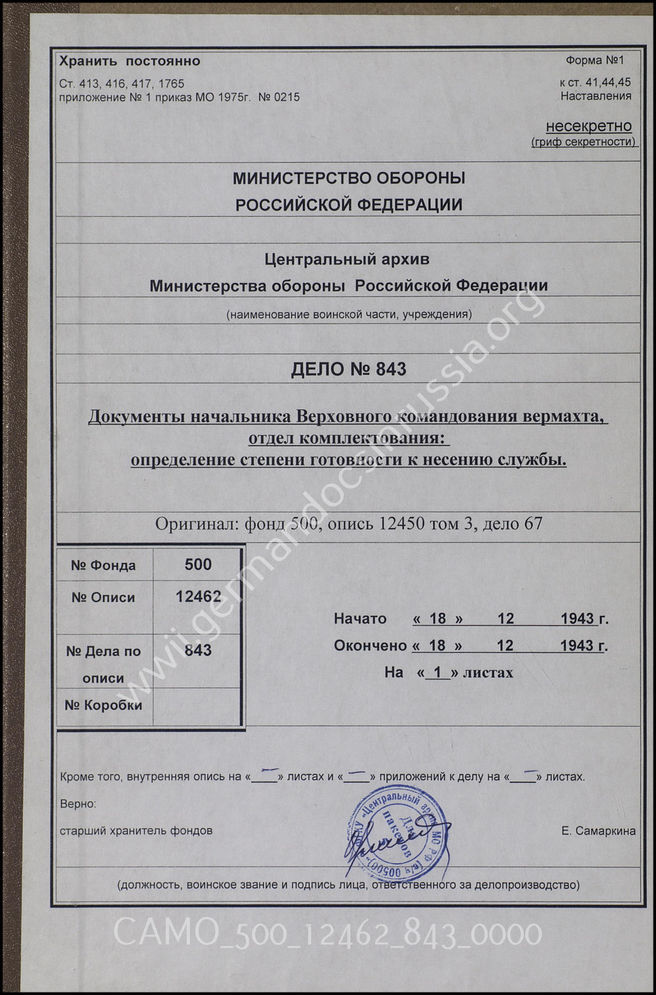 Хранить постоянно
Форма №1
Ст. 413, 416, 417, 1765
к ст. 41,44,45
приложение № 1 приказ МО 1975г. № 0215
Наставления
несекретно
(гриф секретности)
МИНИСТЕРСТВО ОБОРОНЫ
РОССИЙСКОЙ ФЕДЕРАЦИИ
Центральный архив
Министерства обороны Российской Федерации
(наименование воинской части, учреждения)
ДЕЛО № 843
Документы начальника Верховного командования вермахта,
отдел комплектования:
определение степени готовности к несению службы.
Оригинал: фонд 500, опись 12450 том 3, дело 67
№ Фонда 500
№ Описи 12462
№ Дела по 843
описи
№ Коробки
Начато « 18 » 12 1943 г.
Окончено « 18 » 12 1943 г.
На « 1 » листах
Кроме того, внутренняя опись на «—» листах и «—» приложений к делу на «—» листах.
Верно:
старший хранитель фондов
Е. Самаркина
«Центральный МО РФ (в/ч 00500)»
Для пакетов
(должность, воинское звание и подпись лица, ответственного за делопроизводство)
www.germandocsinrussia.org
CAMO_500_12462_843_0000